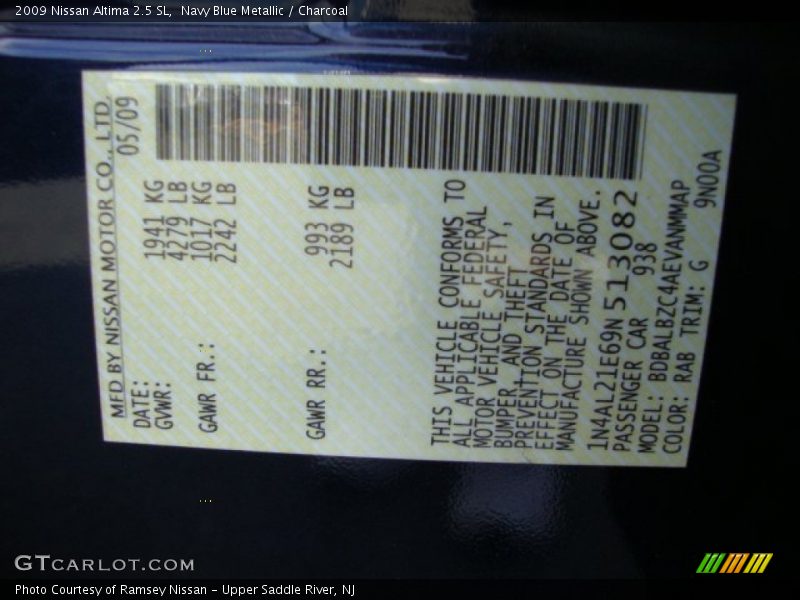 2009 Nissan Altima 2.5 SL,  Navy Blue Metallic / Charcoal
MFD BY NISSAN MOTOR CO., LTD.
DATE: 05/09
GVWR: 1941 KG
4279 LB
GAWR FR.: 1017 KG
2242 LB
GAWR RR.: 993 KG
2189 LB
THIS VEHICLE CONFORMS TO
ALL APPLICABLE FEDERAL
MOTOR VEHICLE SAFETY,
BUMPER, AND THEFT
PREVENTION STANDARDS IN
EFFECT ON THE DATE OF
MANUFACTURE SHOWN ABOVE.
1N4AL21E69N513082
PASSENGER CAR 938
MODEL: BDBALBZC4AEVANMMAP
COLOR: RAB TRIM: G 9N00A
GTCARLOT.COM
Photo Courtesy of Ramsey Nissan - Upper Saddle River, NJ